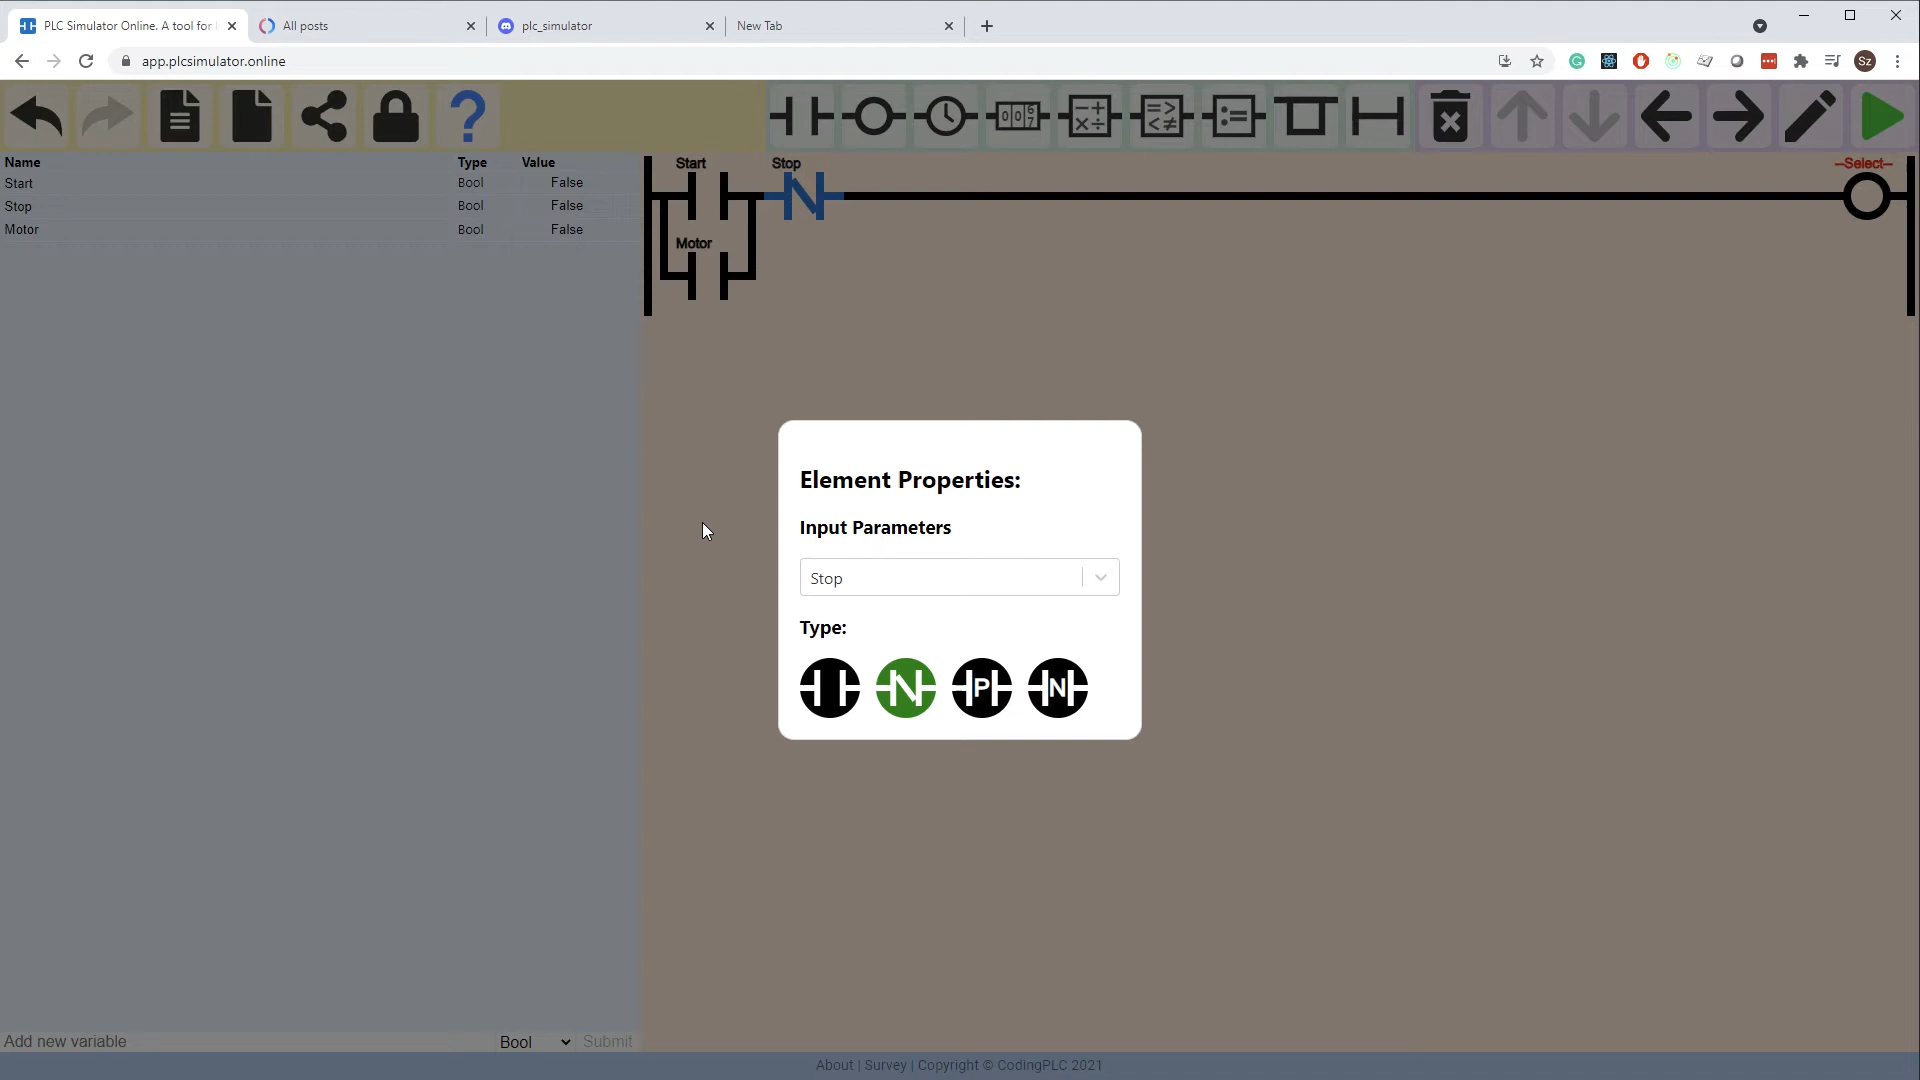 PLC Simulator Online. A tool for
All posts
plc_simulator
New Tab
app.plcsimulator.online
Sz
Name Type Value
Start Bool False
Stop Bool False
Motor Bool False
Start Stop --Select--
Motor
Element Properties:
Input Parameters
Stop
Type:
P N
Add new variable Bool Submit
About | Survey | Copyright © CodingPLC 2021